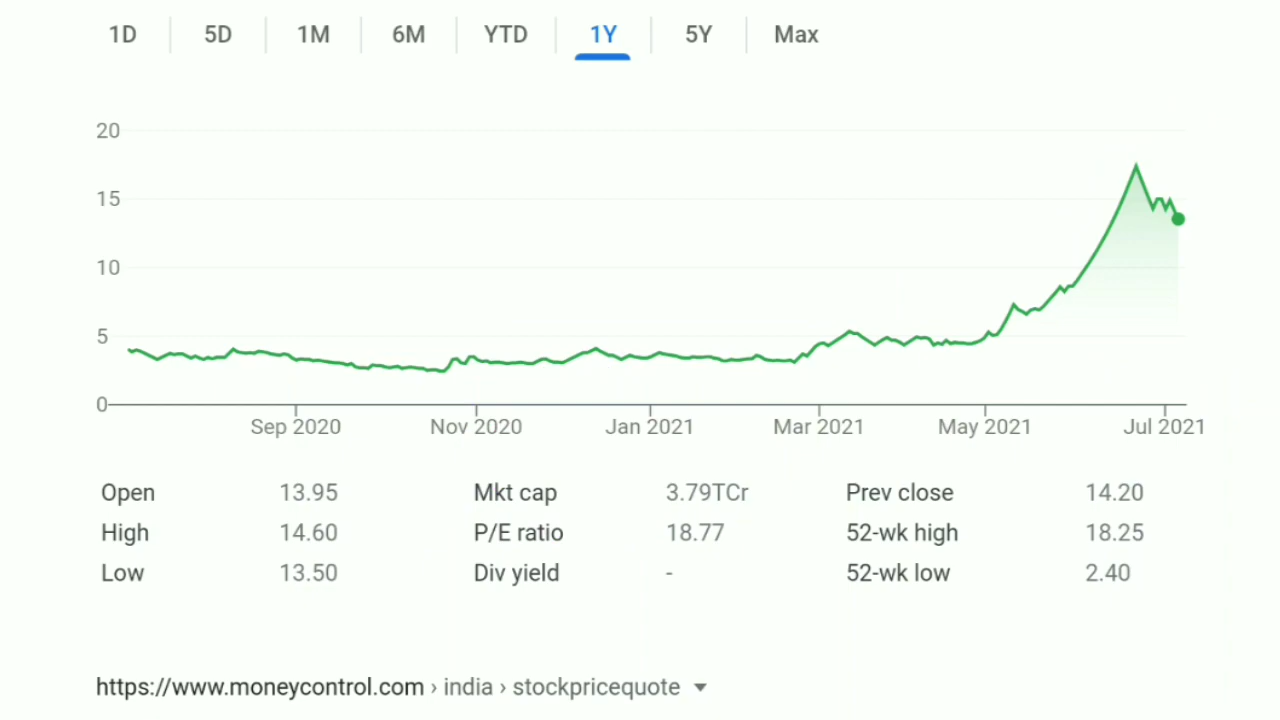 1D 5D 1M 6M YTD 1Y 5Y Max
20
15
10
5
0
Sep 2020 Nov 2020 Jan 2021 Mar 2021 May 2021 Jul 2021
Open 13.95 Mkt cap 3.79TCr Prev close 14.20
High 14.60 P/E ratio 18.77 52-wk high 18.25
Low 13.50 Div yield - 52-wk low 2.40
https://www.moneycontrol.com › india › stockpricequote